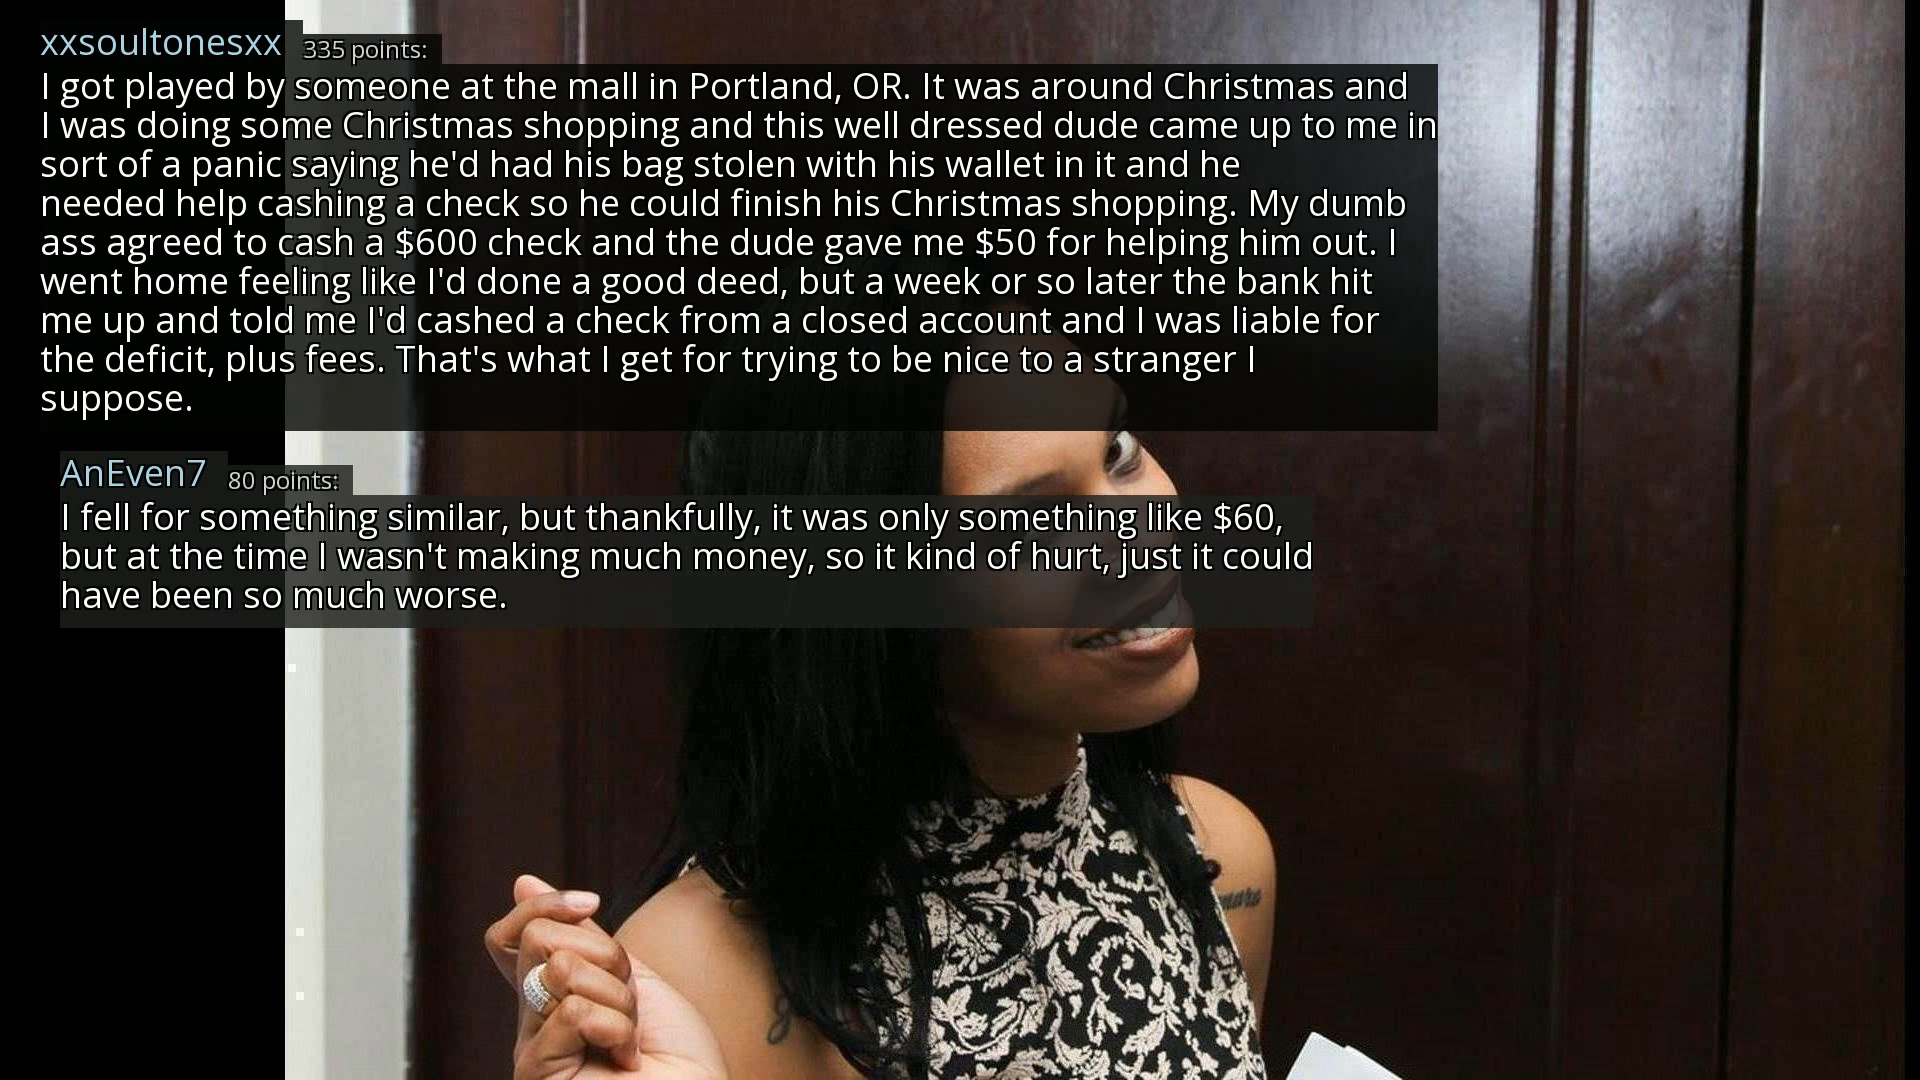 xxsoultonesxx 335 points:
I got played by someone at the mall in Portland, OR. It was around Christmas and
I was doing some Christmas shopping and this well dressed dude came up to me in
sort of a panic saying he'd had his bag stolen with his wallet in it and he
needed help cashing a check so he could finish his Christmas shopping. My dumb
ass agreed to cash a $600 check and the dude gave me $50 for helping him out. I
went home feeling like I'd done a good deed, but a week or so later the bank hit
me up and told me I'd cashed a check from a closed account and I was liable for
the deficit, plus fees. That's what I get for trying to be nice to a stranger I
suppose.
AnEven7 80 points:
I fell for something similar, but thankfully, it was only something like $60,
but at the time I wasn't making much money, so it kind of hurt, just it could
have been so much worse.